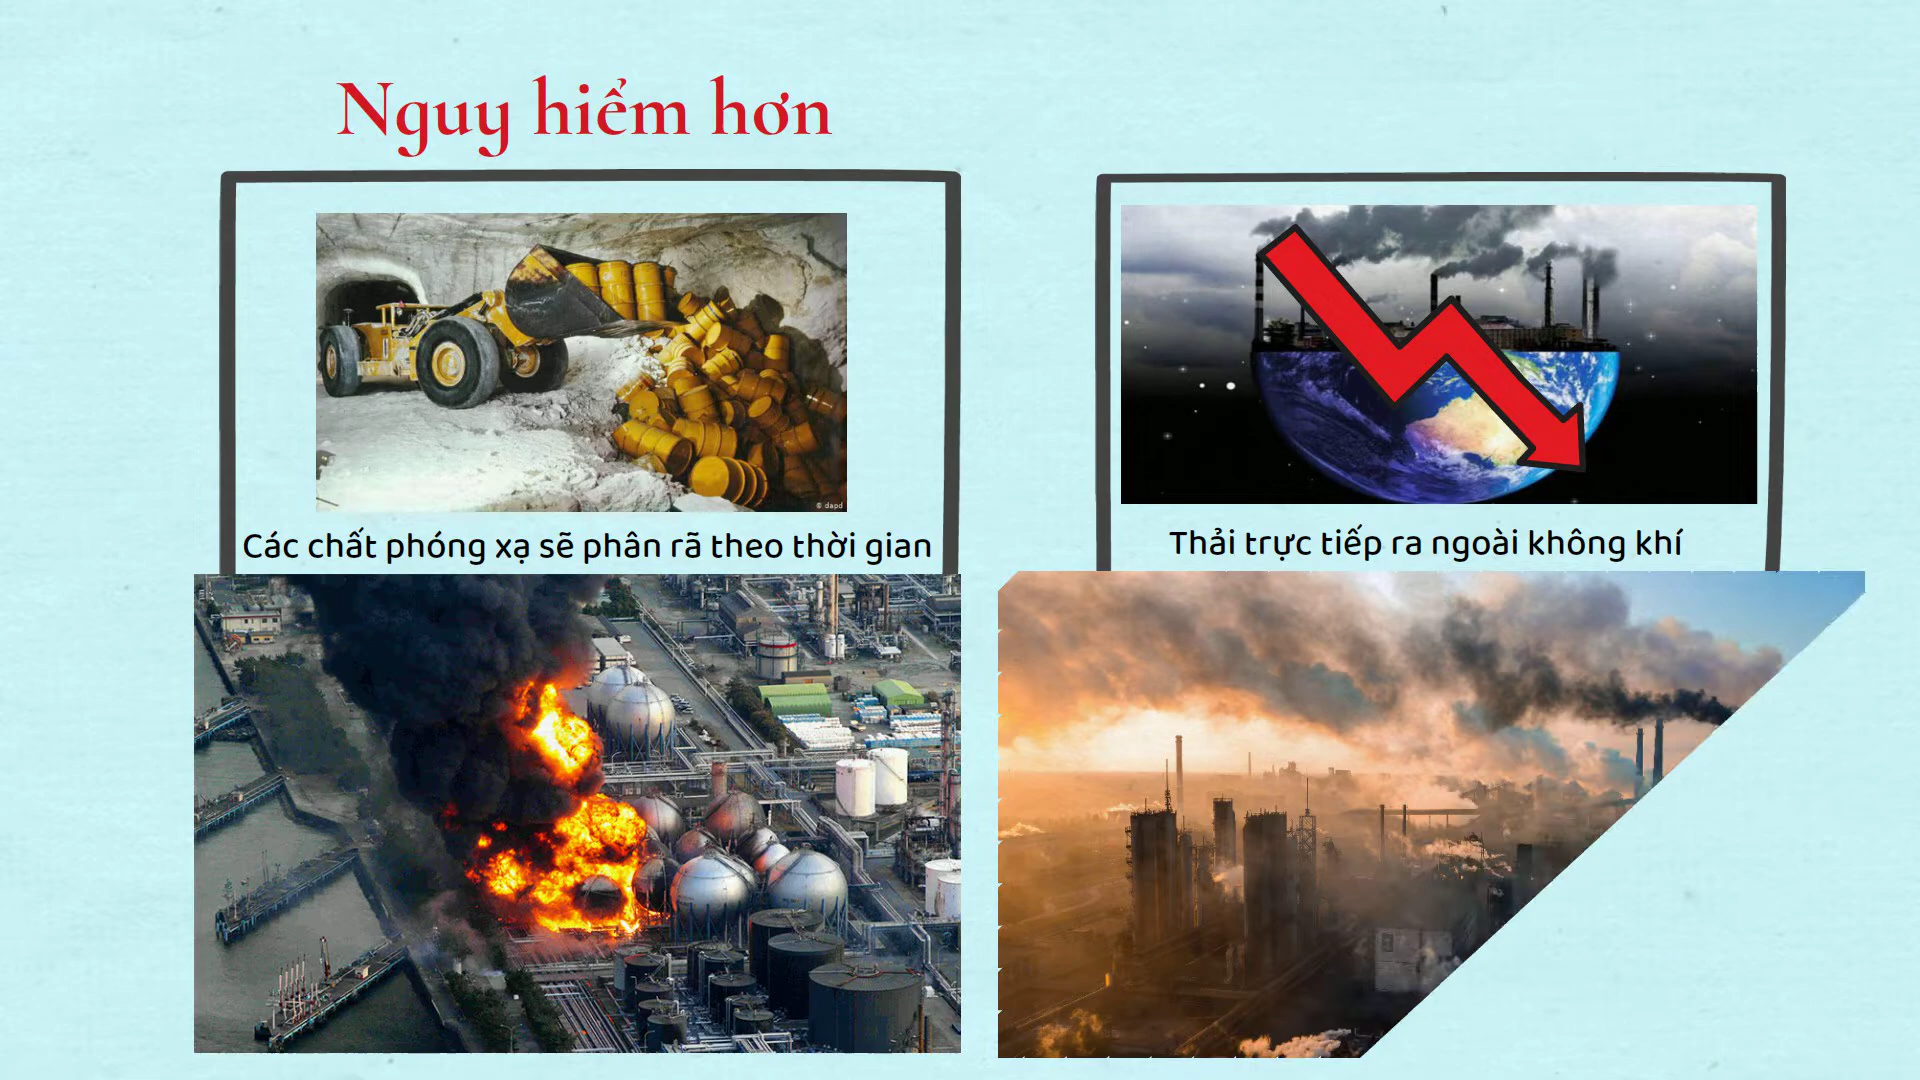 Nguy hiểm hơn
© dapd
Các chất phóng xạ sẽ phân rã theo thời gian
Thải trực tiếp ra ngoài không khí